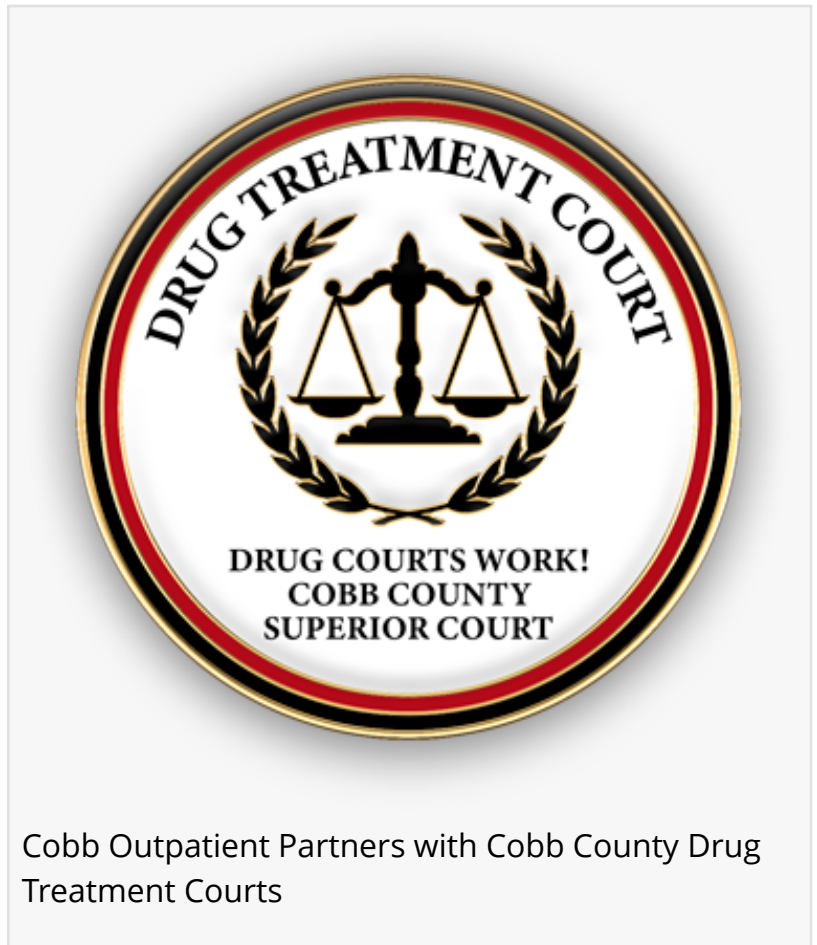 DRUG TREATMENT COURT
DRUG COURTS WORK!
COBB COUNTY
SUPERIOR COURT
Cobb Outpatient Partners with Cobb County Drug
Treatment Courts